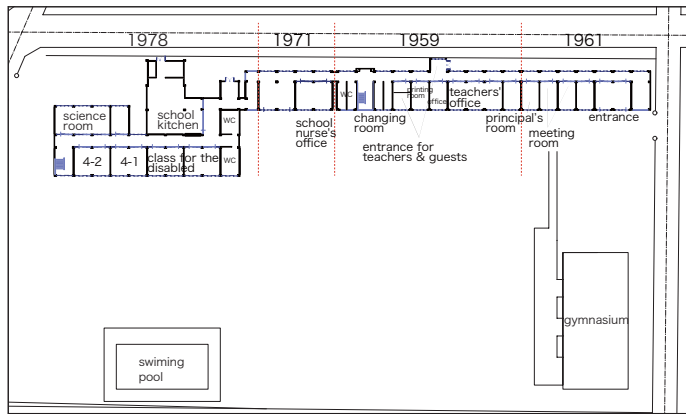 1978
1971
1959
1961
science
room
school
kitchen
WC
WC
4-2
4-1
class for the
disabled
school
nurse's
office
WC
changing
room
printing
room
office
teachers'
office
entrance for
teachers & guests
principal's
room
meeting
room
entrance
gymnasium
swiming
pool